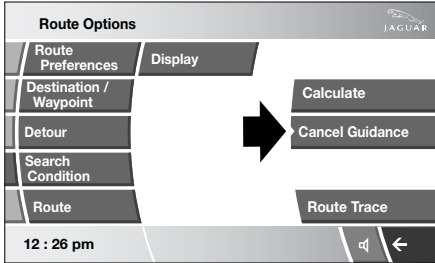 Route Options
JAGUAR
Route
Preferences
Display
Destination /
Waypoint
Calculate
Detour
Cancel Guidance
Search
Condition
Route
Route Trace
12 : 26 pm